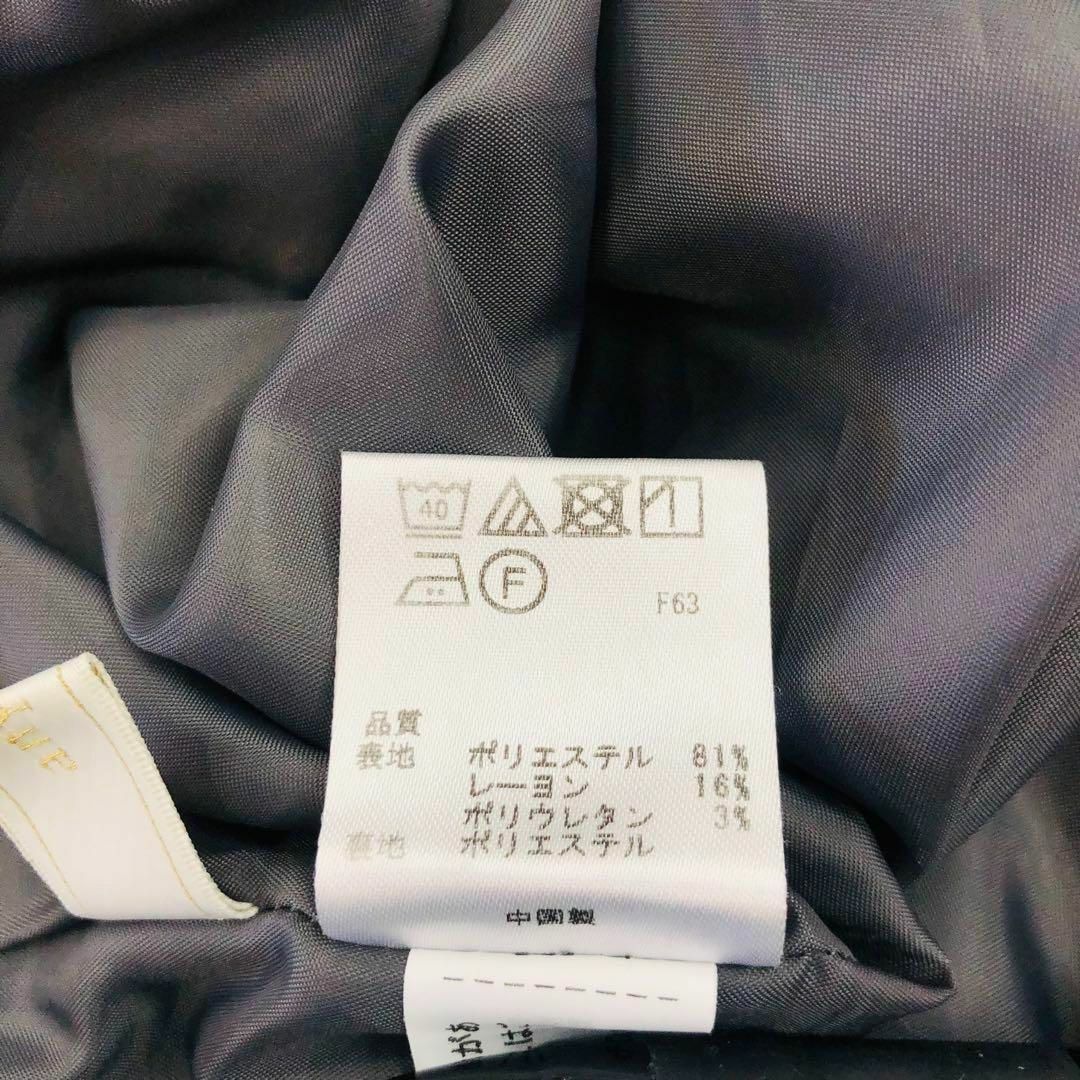 40
F
F63
品質
表地 ポリエステル 81%
レーヨン 16%
ポリウレタン 3%
裏地 ポリエステル
中国製